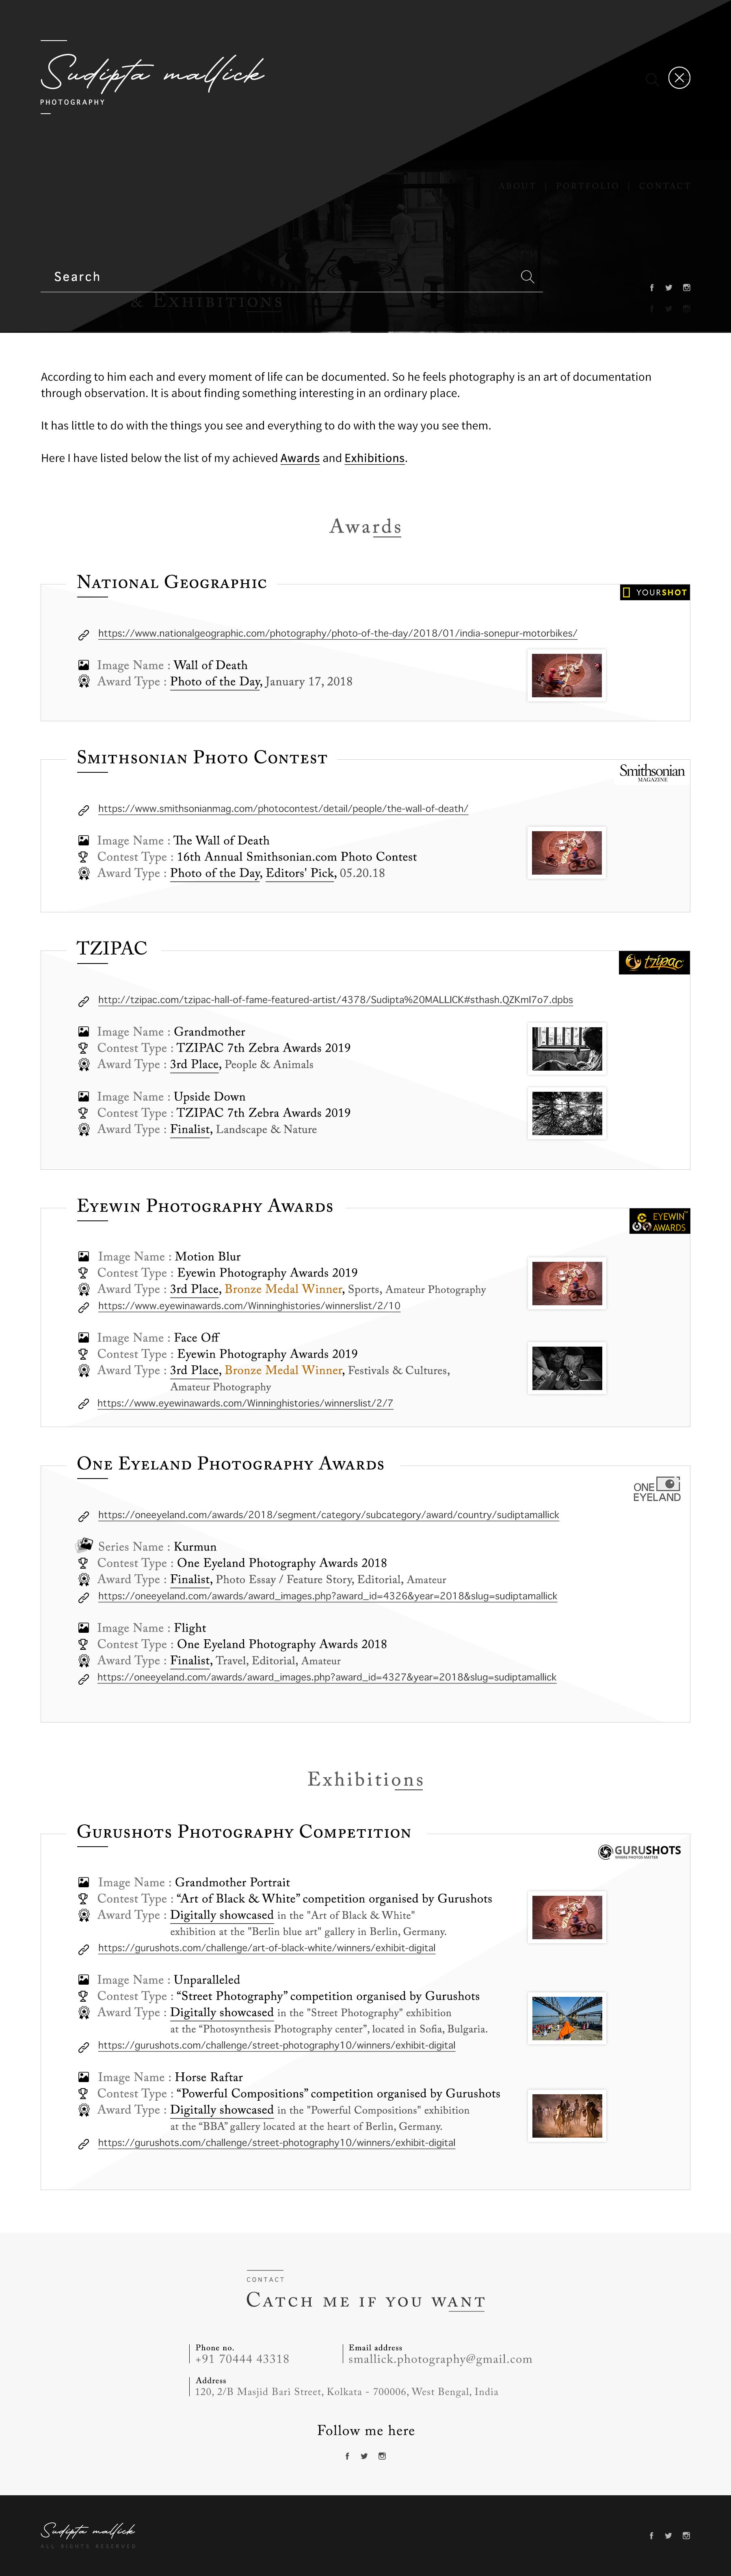 Sudipta mallick
PHOTOGRAPHY
ABOUT | PORTFOLIO | CONTACT
Search
& Exhibitions
According to him each and every moment of life can be documented. So he feels photography is an art of documentation
through observation. It is about finding something interesting in an ordinary place.
It has little to do with the things you see and everything to do with the way you see them.
Here I have listed below the list of my achieved Awards and Exhibitions.
Awards
National Geographic
YOURSHOT
https://www.nationalgeographic.com/photography/photo-of-the-day/2018/01/india-sonepur-motorbikes/
Image Name : Wall of Death
Award Type : Photo of the Day, January 17, 2018
Smithsonian Photo Contest
Smithsonian
MAGAZINE
https://www.smithsonianmag.com/photocontest/detail/people/the-wall-of-death/
Image Name : The Wall of Death
Contest Type : 16th Annual Smithsonian.com Photo Contest
Award Type : Photo of the Day, Editors' Pick, 05.20.18
TZIPAC
tzipac
http://tzipac.com/tzipac-hall-of-fame-featured-artist/4378/Sudipta%20MALLICK#sthash.QZKmI7o7.dpbs
Image Name : Grandmother
Contest Type : TZIPAC 7th Zebra Awards 2019
Award Type : 3rd Place, People & Animals
Image Name : Upside Down
Contest Type : TZIPAC 7th Zebra Awards 2019
Award Type : Finalist, Landscape & Nature
Eyewin Photography Awards
EYEWIN
AWARDS
Image Name : Motion Blur
Contest Type : Eyewin Photography Awards 2019
Award Type : 3rd Place, Bronze Medal Winner, Sports, Amateur Photography
https://www.eyewinawards.com/Winninghistories/winnerslist/2/10
Image Name : Face Off
Contest Type : Eyewin Photography Awards 2019
Award Type : 3rd Place, Bronze Medal Winner, Festivals & Cultures,
Amateur Photography
https://www.eyewinawards.com/Winninghistories/winnerslist/2/7
One Eyeland Photography Awards
ONE
EYELAND
https://oneeyeland.com/awards/2018/segment/category/subcategory/award/country/sudiptamallick
Series Name : Kurmun
Contest Type : One Eyeland Photography Awards 2018
Award Type : Finalist, Photo Essay / Feature Story, Editorial, Amateur
https://oneeyeland.com/awards/award_images.php?award_id=4326&year=2018&slug=sudiptamallick
Image Name : Flight
Contest Type : One Eyeland Photography Awards 2018
Award Type : Finalist, Travel, Editorial, Amateur
https://oneeyeland.com/awards/award_images.php?award_id=4327&year=2018&slug=sudiptamallick
Exhibitions
Gurushots Photography Competition
GURUSHOTS
WHERE PHOTOS MATTER
Image Name : Grandmother Portrait
Contest Type : “Art of Black & White” competition organised by Gurushots
Award Type : Digitally showcased in the "Art of Black & White"
exhibition at the "Berlin blue art" gallery in Berlin, Germany.
https://gurushots.com/challenge/art-of-black-white/winners/exhibit-digital
Image Name : Unparalleled
Contest Type : “Street Photography” competition organised by Gurushots
Award Type : Digitally showcased in the "Street Photography" exhibition
at the “Photosynthesis Photography center”, located in Sofia, Bulgaria.
https://gurushots.com/challenge/street-photography10/winners/exhibit-digital
Image Name : Horse Raftar
Contest Type : “Powerful Compositions” competition organised by Gurushots
Award Type : Digitally showcased in the "Powerful Compositions" exhibition
at the “BBA” gallery located at the heart of Berlin, Germany.
https://gurushots.com/challenge/street-photography10/winners/exhibit-digital
CONTACT
Catch me if you want
Phone no.
+91 70444 43318
Email address
smallick.photography@gmail.com
Address
120, 2/B Masjid Bari Street, Kolkata - 700006, West Bengal, India
Follow me here
Sudipta mallick
ALL RIGHTS RESERVED